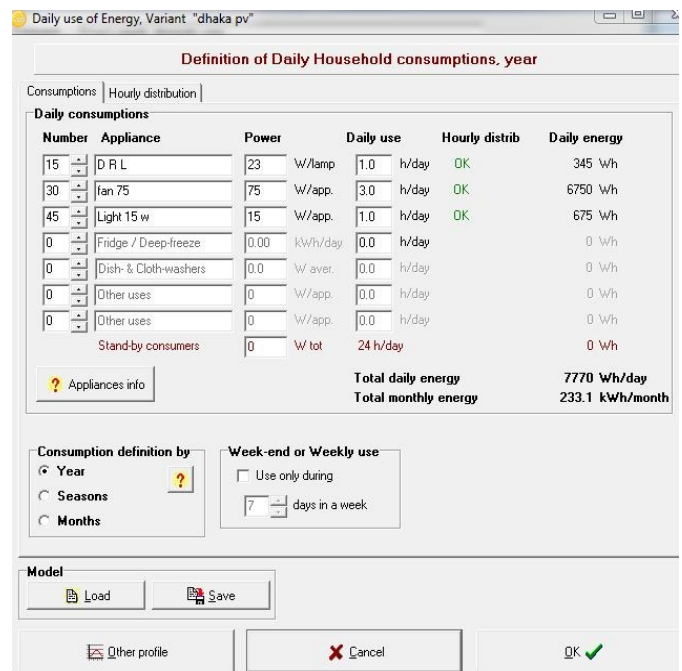 Daily use of Energy, Variant "dhaka pv"
Definition of Daily Household consumptions, year
Consumptions Hourly distribution
Daily consumptions
Number Appliance Power Daily use Hourly distrib Daily energy
15 D R L 23 W/lamp 1.0 h/day OK 345 Wh
30 fan 75 75 W/app. 3.0 h/day OK 6750 Wh
45 Light 15 w 15 W/app. 1.0 h/day OK 675 Wh
0 Fridge / Deep-freeze 0.00 kWh/day 0.0 h/day 0 Wh
0 Dish- & Cloth-washers 0.0 W aver. 0.0 h/day 0 Wh
0 Other uses 0 W/app. 0.0 h/day 0 Wh
0 Other uses 0 W/app. 0.0 h/day 0 Wh
Stand-by consumers 0 W tot 24 h/day 0 Wh
? Appliances info
Total daily energy 7770 Wh/day
Total monthly energy 233.1 kWh/month
Consumption definition by
Year
?
Seasons
Months
Week-end or Weekly use
Use only during
7 days in a week
Model
Load Save
Other profile Cancel OK